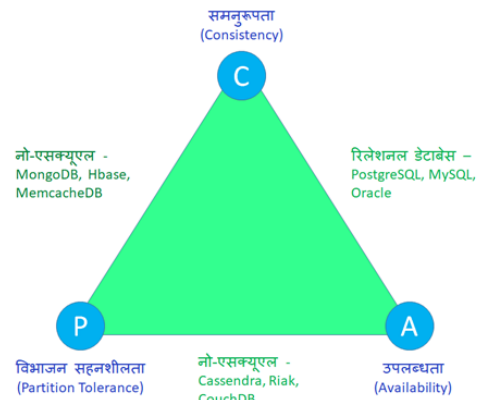 समनुरूपता
(Consistency)
C
नो-एसक्यूएल -
MongoDB, Hbase,
MemcacheDB
रिलेशनल डेटाबेस –
PostgreSQL, MySQL,
Oracle
P
A
विभाजन सहनशीलता
(Partition Tolerance)
नो-एसक्यूएल -
Cassendra, Riak,
CouchDB
उपलब्धता
(Availability)